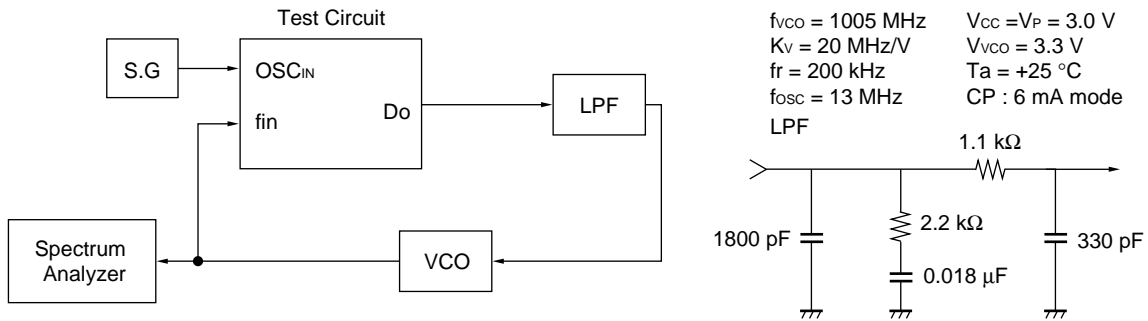 Test Circuit
S.G
OSCIN
fin
Do
LPF
Spectrum
Analyzer
VCO
fVCO = 1005 MHz
KV = 20 MHz/V
fr = 200 kHz
fOSC = 13 MHz
LPF
VCC =VP = 3.0 V
VVCO = 3.3 V
Ta = +25 °C
CP : 6 mA mode
1.1 kΩ
2.2 kΩ
1800 pF
330 pF
0.018 µF